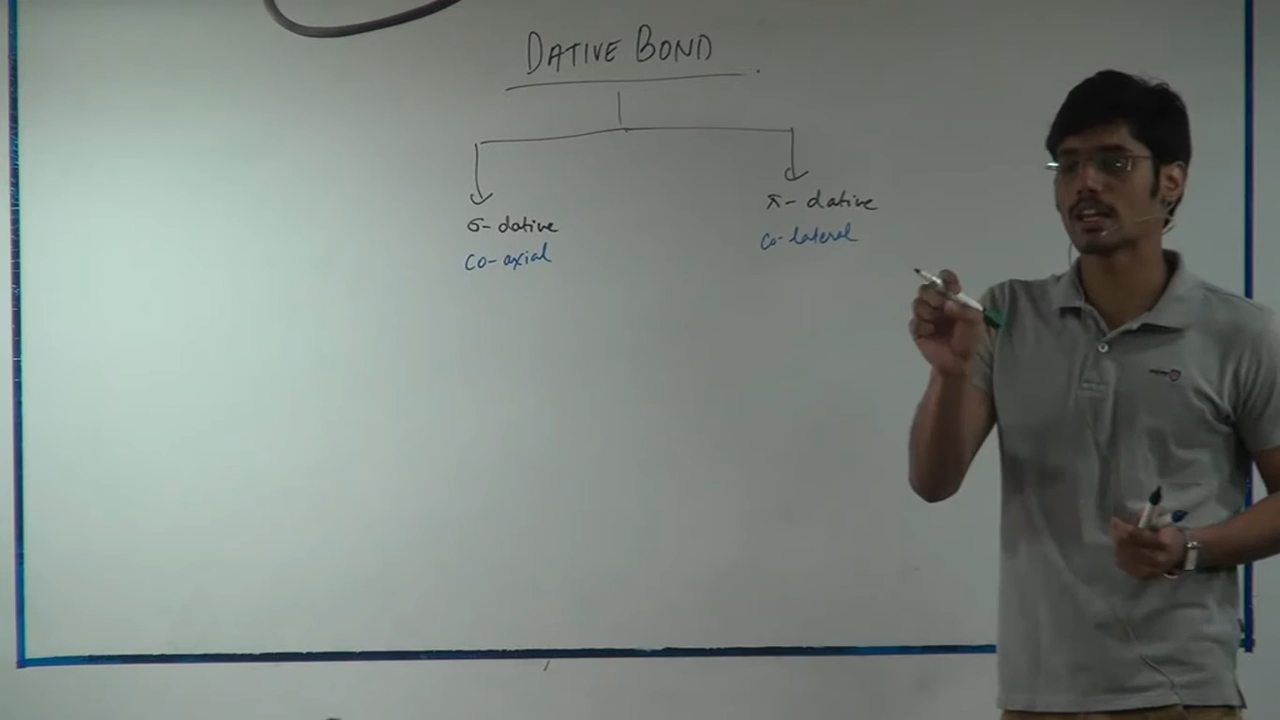 DATIVE BOND
σ- dative
co-axial
π- dative
co-lateral